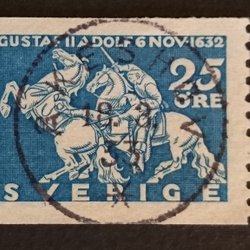 GUSTAF II ADOLF 6 NOV. 1632
25
ÖRE
SVERIGE